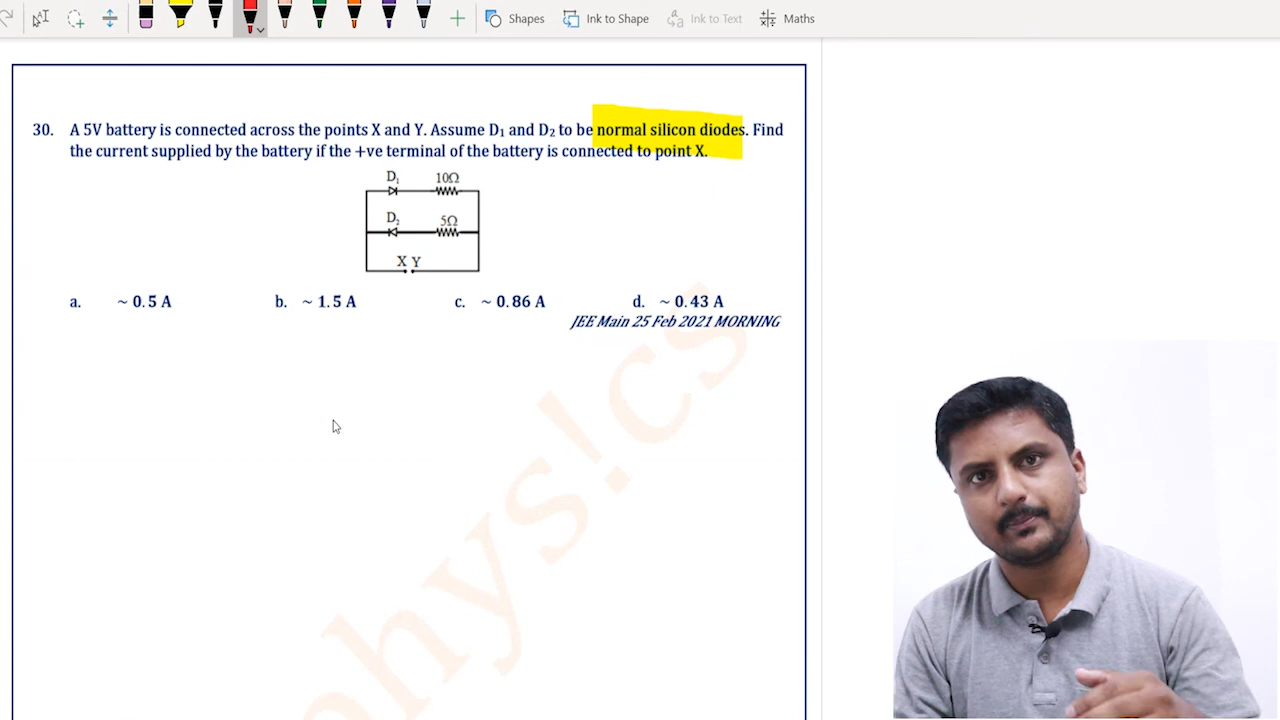 Shapes
Ink to Shape
Ink to Text
Maths
30. A 5V battery is connected across the points X and Y. Assume D₁ and D₂ to be normal silicon diodes. Find
the current supplied by the battery if the +ve terminal of the battery is connected to point X.
D₁ 10Ω
D₂ 5Ω
X Y
a. ~ 0.5 A b. ~ 1.5 A c. ~ 0.86 A d. ~ 0.43 A
JEE Main 25 Feb 2021 MORNING
phys!cs